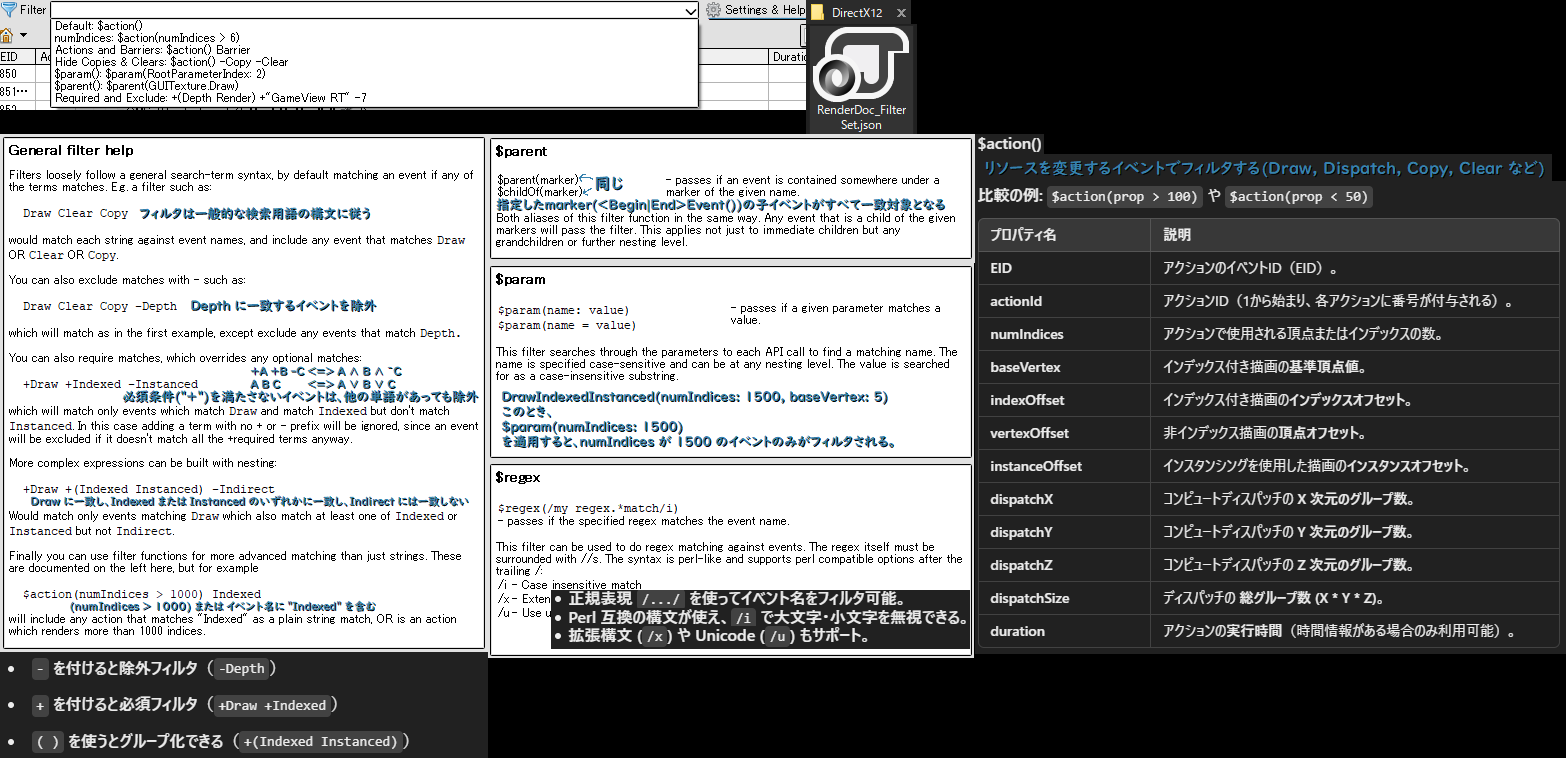 Filter
Settings & Help
DirectX12
Default: $action()
numIndices: $action(numIndices > 6)
Actions and Barriers: $action() Barrier
Hide Copies & Clears: $action() -Copy -Clear
$param(): $param(RootParameterIndex: 2)
$parent(): $parent(GUITexture.Draw)
Required and Exclude: +(Depth Render) +"GameView RT" -7
EID
850
851…
RenderDoc_Filter
Set.json
General filter help
Filters loosely follow a general search-term syntax, by default matching an event if any of
the terms matches. E.g. a filter such as:
Draw Clear Copy フィルタは一般的な検索用語の構文に従う
would match each string against event names, and include any event that matches Draw
OR Clear OR Copy.
You can also exclude matches with - such as:
Draw Clear Copy -Depth Depth に一致するイベントを除外
which will match as in the first example, except exclude any events that match Depth.
You can also require matches, which overrides any optional matches:
+A +B -C <=> A ∧ B ∧ ~C
+Draw +Indexed -Instanced A B C <=> A ∨ B ∨ C
必須条件("+")を満たさないイベントは、他の単語があっても除外
which will match only events which match Draw and match Indexed but don't match
Instanced. In this case adding a term with no + or - prefix will be ignored, since an event
will be excluded if it doesn't match all the +required terms anyway.
More complex expressions can be built with nesting:
+Draw +(Indexed Instanced) -Indirect
Draw に一致し、Indexed または Instanced のいずれかに一致し、Indirect には一致しない
Would match only events matching Draw which also match at least one of Indexed or
Instanced but not Indirect.
Finally you can use filter functions for more advanced matching than just strings. These
are documented on the left here, but for example
$action(numIndices > 1000) Indexed
(numIndices > 1000) または イベント名に "Indexed" を含む
will include any action that matches "Indexed" as a plain string match, OR is an action
which renders more than 1000 indices.
- を付けると除外フィルタ（-Depth）
+ を付けると必須フィルタ（+Draw +Indexed）
( ) を使うとグループ化できる（+(Indexed Instanced)）
$parent
$parent(marker) 同じ - passes if an event is contained somewhere under a
$childOf(marker) marker of the given name.
指定したmarker(<Begin|End>Event())の子イベントがすべて一致対象となる
Both aliases of this filter function in the same way. Any event that is a child of the given
markers will pass the filter. This applies not just to immediate children but any
grandchildren or further nesting level.
$param
$param(name: value) - passes if a given parameter matches a
$param(name = value) value.
This filter searches through the parameters to each API call to find a matching name. The
name is specified case-sensitive and can be at any nesting level. The value is searched
for as a case-insensitive substring.
DrawIndexedInstanced(numIndices: 1500, baseVertex: 5)
このとき、
$param(numIndices: 1500)
を適用すると、numIndices が 1500 のイベントのみがフィルタされる。
$regex
$regex(/my regex.*match/i)
- passes if the specified regex matches the event name.
This filter can be used to do regex matching against events. The regex itself must be
surrounded with //s. The syntax is perl-like and supports perl compatible options after the
trailing /:
/i - Case insensitive match
/x - Exten
/u - Use u
正規表現 /.../ を使ってイベント名をフィルタ可能。
Perl 互換の構文が使え、/i で大文字・小文字を無視できる。
拡張構文 (/x) や Unicode (/u) もサポート。
$action()
リソースを変更するイベントでフィルタする(Draw, Dispatch, Copy, Clear など)
比較の例: $action(prop > 100) や $action(prop < 50)
プロパティ名 説明
EID アクションのイベントID（EID）。
actionId アクションID（1から始まり、各アクションに番号が付与される）。
numIndices アクションで使用される頂点またはインデックスの数。
baseVertex インデックス付き描画の基準頂点値。
indexOffset インデックス付き描画のインデックスオフセット。
vertexOffset 非インデックス描画の頂点オフセット。
instanceOffset インスタンシングを使用した描画のインスタンスオフセット。
dispatchX コンピュートディスパッチの X 次元のグループ数。
dispatchY コンピュートディスパッチの Y 次元のグループ数。
dispatchZ コンピュートディスパッチの Z 次元のグループ数。
dispatchSize ディスパッチの 総グループ数 (X * Y * Z)。
duration アクションの実行時間（時間情報がある場合のみ利用可能）。